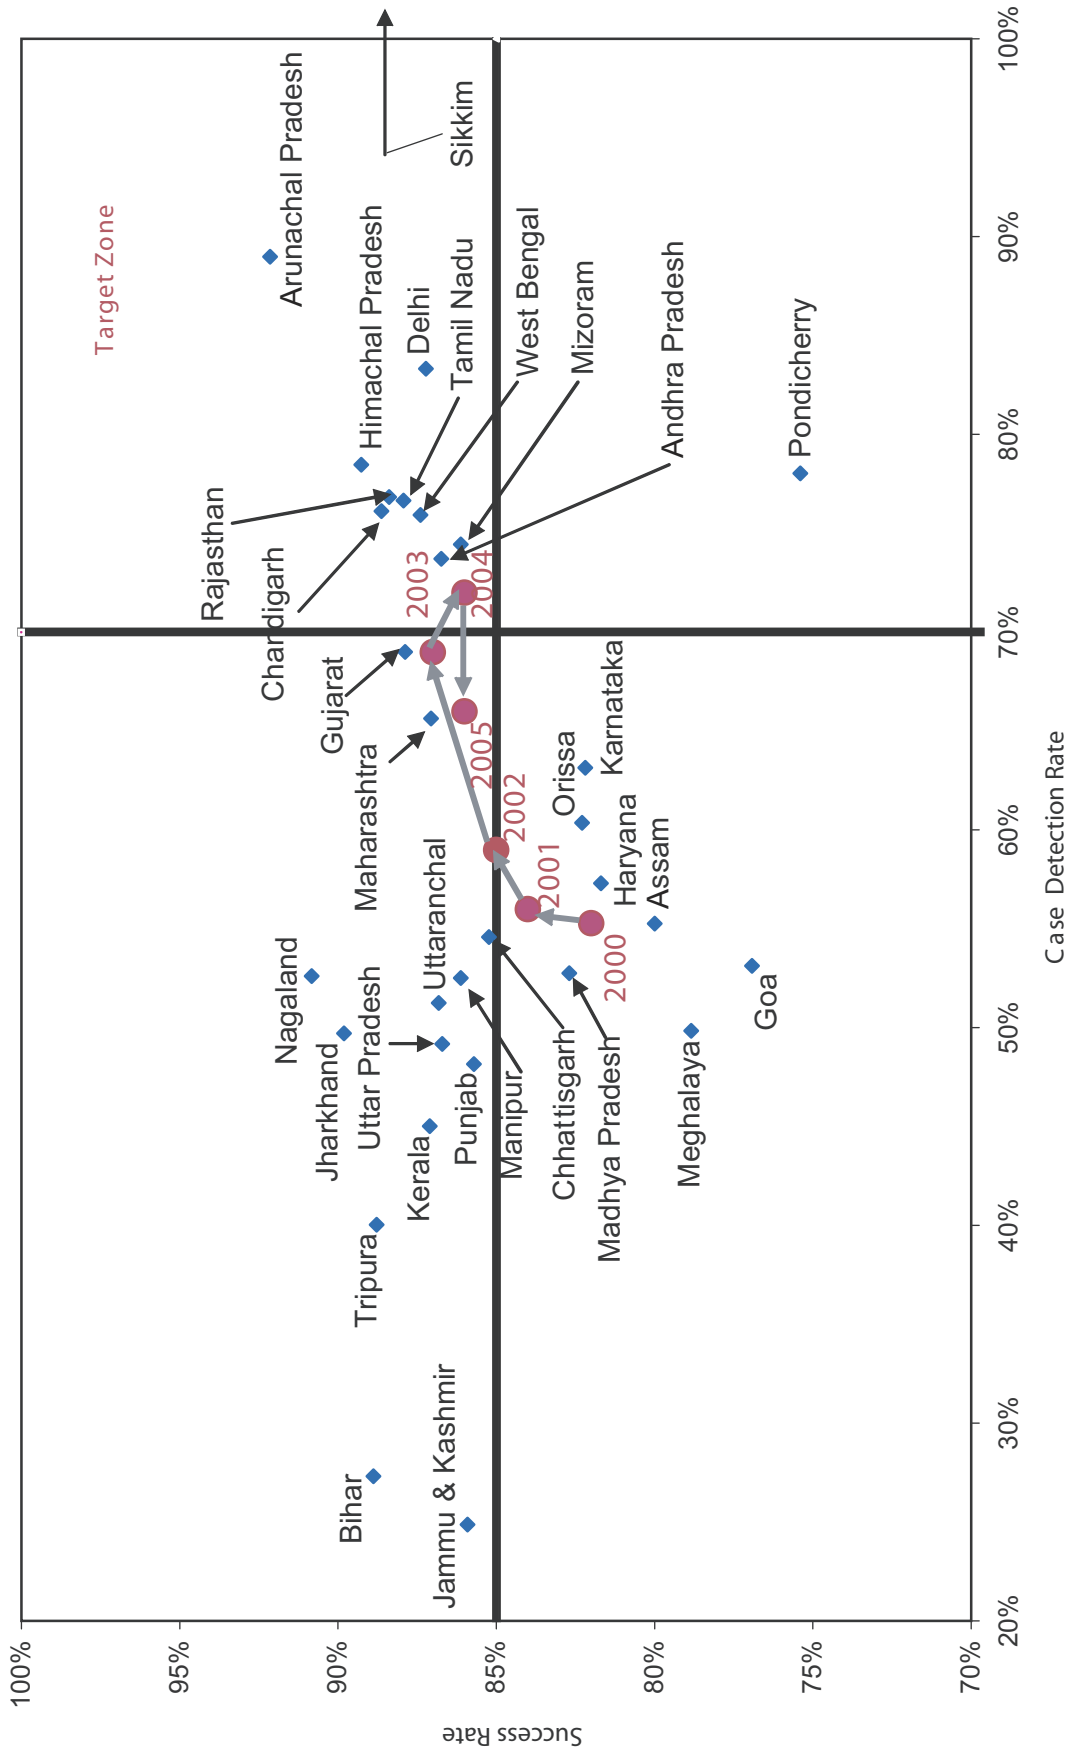 100%
95%
90%
85%
80%
75%
70%
Success Rate
20%
30%
40%
50%
60%
70%
80%
90%
100%
Case Detection Rate
Target Zone
Arunachal Pradesh
Sikkim
Himachal Pradesh
Delhi
Tamil Nadu
West Bengal
Mizoram
Andhra Pradesh
Pondicherry
Rajasthan
Chandigarh
Gujarat
Maharashtra
2003
2004
2005
2002
2001
2000
Orissa
Karnataka
Haryana
Assam
Goa
Meghalaya
Nagaland
Jharkhand
Uttar Pradesh
Uttaranchal
Kerala
Punjab
Manipur
Chhattisgarh
Madhya Pradesh
Tripura
Bihar
Jammu & Kashmir